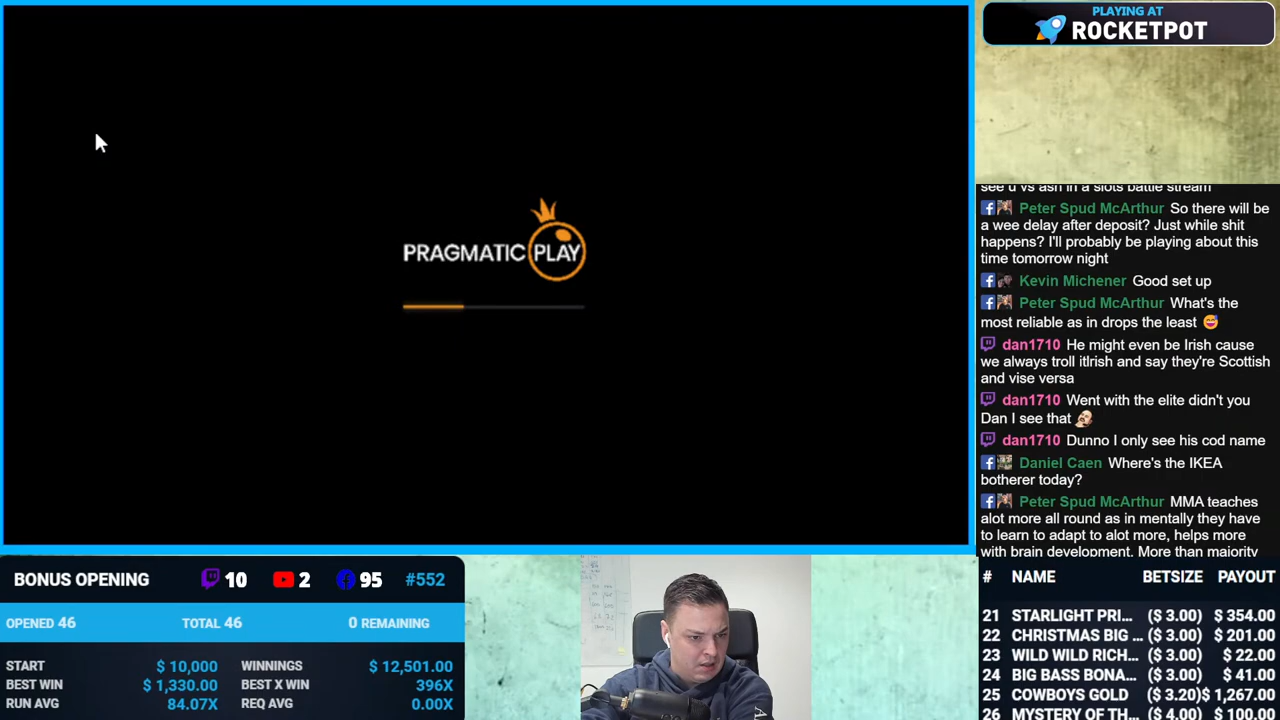 PLAYING AT
ROCKETPOT
PRAGMATIC PLAY
see u vs ash in a slots battle stream
Peter Spud McArthur So there will be
a wee delay after deposit? Just while shit
happens? I'll probably be playing about this
time tomorrow night
Kevin Michener Good set up
Peter Spud McArthur What's the
most reliable as in drops the least
dan1710 He might even be Irish cause
we always troll itIrish and say they're Scottish
and vise versa
dan1710 Went with the elite didn't you
Dan I see that
dan1710 Dunno I only see his cod name
Daniel Caen Where's the IKEA
botherer today?
Peter Spud McArthur MMA teaches
alot more all round as in mentally they have
to learn to adapt to alot more, helps more
with brain development. More than majority
BONUS OPENING 10 2 95 #552
OPENED 46 TOTAL 46 0 REMAINING
START $ 10,000 WINNINGS $ 12,501.00
BEST WIN $ 1,330.00 BEST X WIN 396X
RUN AVG 84.07X REQ AVG 0.00X
# NAME BETSIZE PAYOUT
21 STARLIGHT PRI... ($ 3.00) $ 354.00
22 CHRISTMAS BIG ... ($ 3.00) $ 201.00
23 WILD WILD RICH... ($ 3.00) $ 22.00
24 BIG BASS BONA... ($ 3.00) $ 41.00
25 COWBOYS GOLD ($ 3.20) $ 1,267.00
26 MYSTERY OF TH... ($ 4.00) $ 100.00